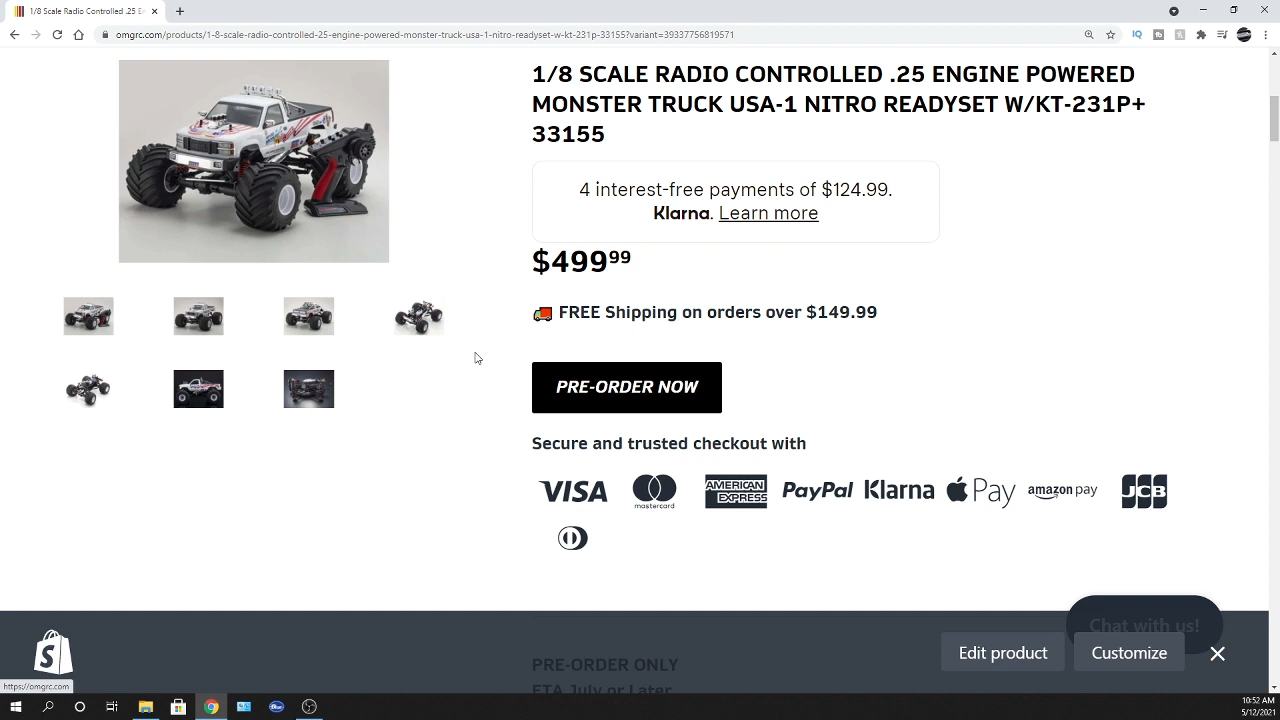 1/8 Scale Radio Controlled .25 En
omgrc.com/products/1-8-scale-radio-controlled-25-engine-powered-monster-truck-usa-1-nitro-readyset-w-kt-231p-33155?variant=39337756819571
IQ
1/8 SCALE RADIO CONTROLLED .25 ENGINE POWERED
MONSTER TRUCK USA-1 NITRO READYSET W/KT-231P+
33155
4 interest-free payments of $124.99.
Klarna. Learn more
$499⁹⁹
FREE Shipping on orders over $149.99
PRE-ORDER NOW
Secure and trusted checkout with
VISA mastercard AMERICAN EXPRESS PayPal Klarna Pay amazon pay JCB
Chat with us!
Edit product Customize
PRE-ORDER ONLY
ETA July or Later
https://omgrc.com
10:52 AM
5/12/2021